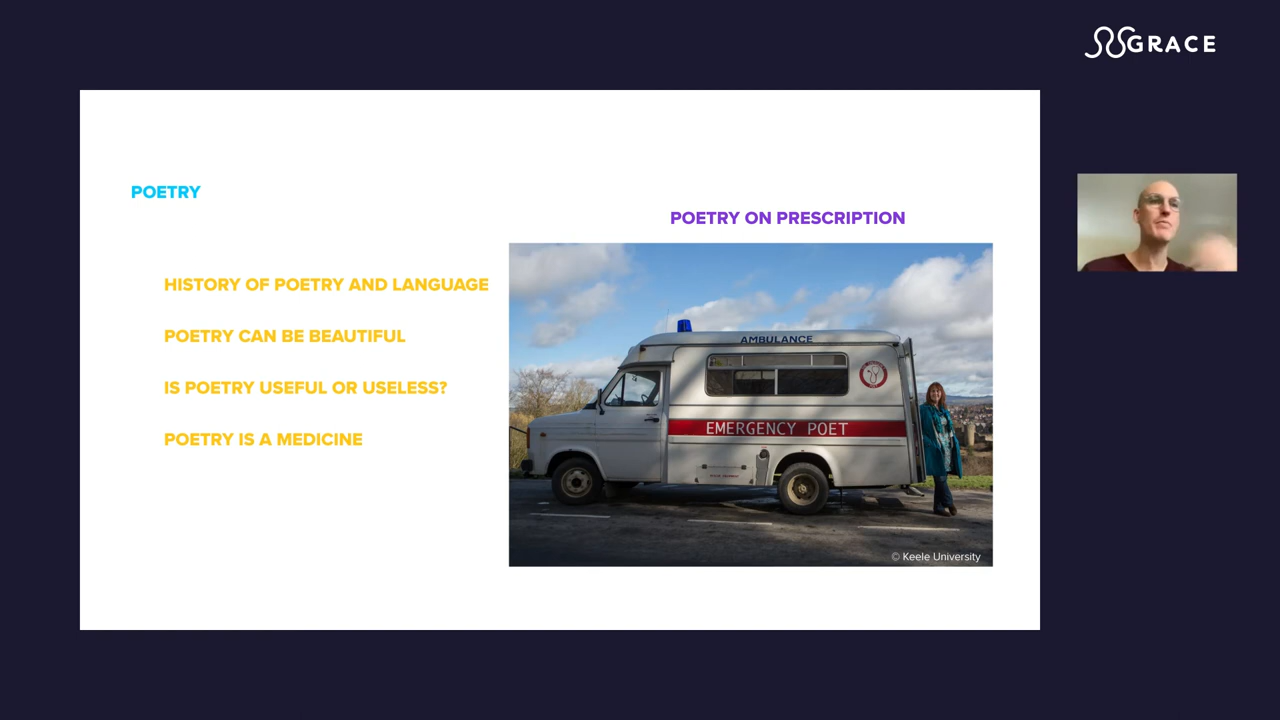 GRACE
POETRY
POETRY ON PRESCRIPTION
HISTORY OF POETRY AND LANGUAGE
POETRY CAN BE BEAUTIFUL
IS POETRY USEFUL OR USELESS?
POETRY IS A MEDICINE
AMBULANCE
EMERGENCY POET
© Keele University